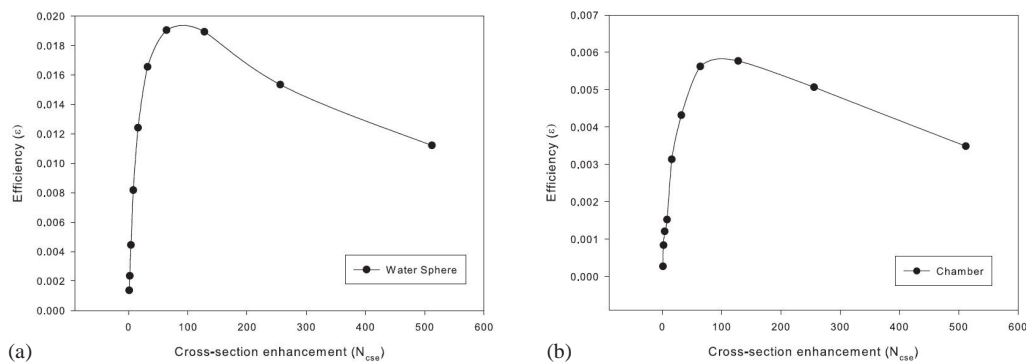 0.020
0.018
0.016
0.014
0.012
0.010
0.008
0.006
0.004
0.002
0.000
Efficiency (ε)
Water Sphere
0 100 200 300 400 500 600
Cross-section enhancement (Ncse)
(a)
0.007
0.006
0.005
0.004
0.003
0.002
0.001
0.000
Efficiency (ε)
Chamber
0 100 200 300 400 500 600
Cross-section enhancement (Ncse)
(b)